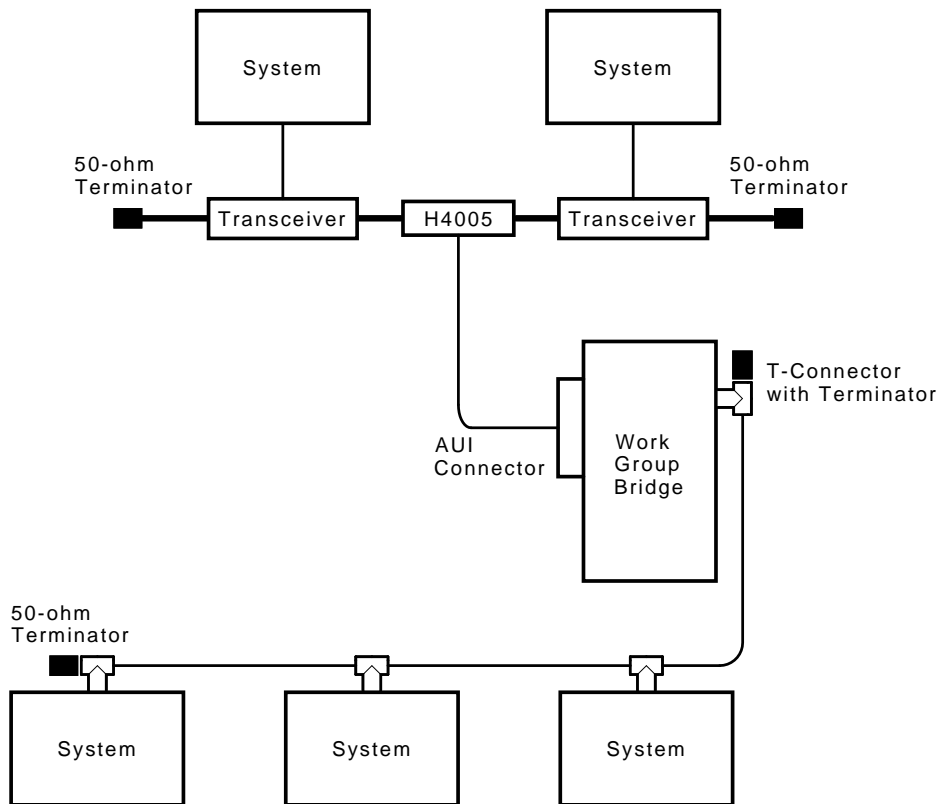 System
System
50-ohm
Terminator
50-ohm
Terminator
Transceiver
H4005
Transceiver
T-Connector
with Terminator
AUI
Connector
Work
Group
Bridge
50-ohm
Terminator
System
System
System